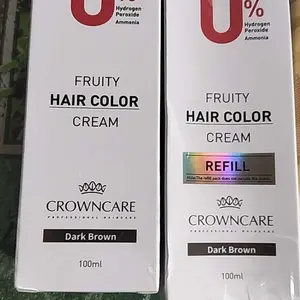 0%
Hydrogen
Peroxide
Ammonia
FRUITY
HAIR COLOR
CREAM
CROWNCARE
PROFESSIONAL HAIRCARE
Dark Brown
100ml
0%
Hydrogen
Peroxide
Ammonia
FRUITY
HAIR COLOR
CREAM
REFILL
CROWNCARE
PROFESSIONAL HAIRCARE
Dark Brown
100ml